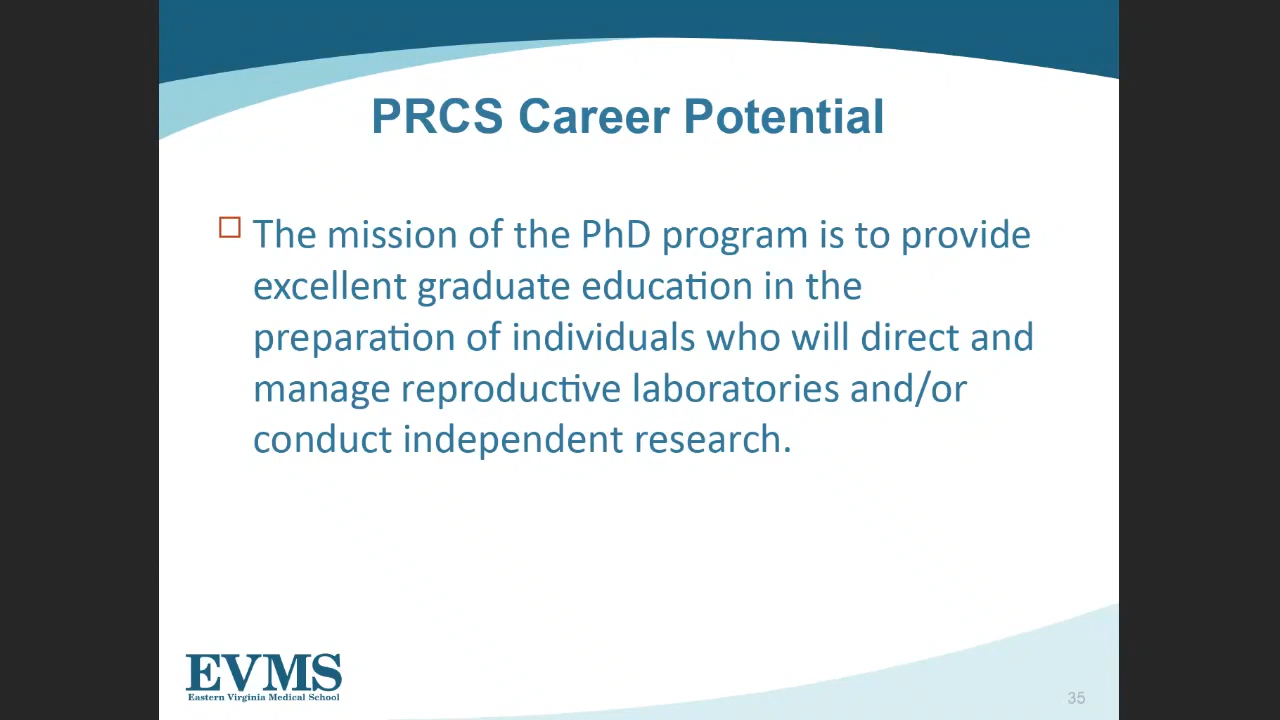 PRCS Career Potential
The mission of the PhD program is to provide
excellent graduate education in the
preparation of individuals who will direct and
manage reproductive laboratories and/or
conduct independent research.
EVMS
Eastern Virginia Medical School
35